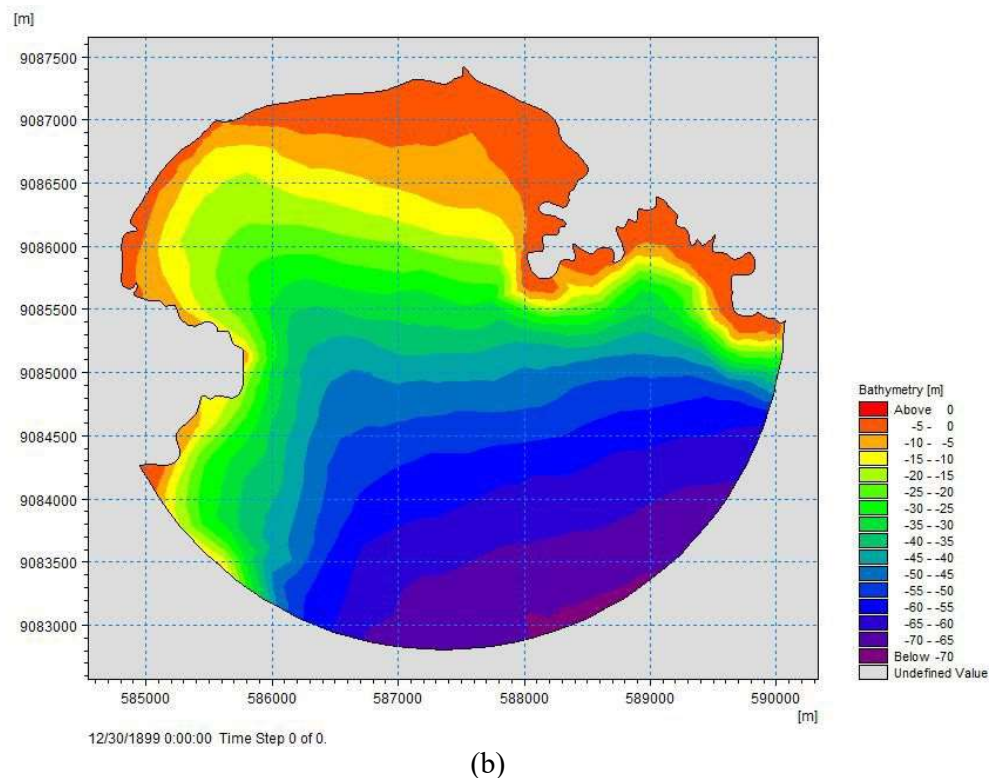 [m]
9087500
9087000
9086500
9086000
9085500
9085000
9084500
9084000
9083500
9083000
585000 586000 587000 588000 589000 590000
[m]
Bathymetry [m]
Above 0
-5 - 0
-10 - -5
-15 - -10
-20 - -15
-25 - -20
-30 - -25
-35 - -30
-40 - -35
-45 - -40
-50 - -45
-55 - -50
-60 - -55
-65 - -60
-70 - -65
Below -70
Undefined Value
12/30/1899 0:00:00 Time Step 0 of 0.
(b)